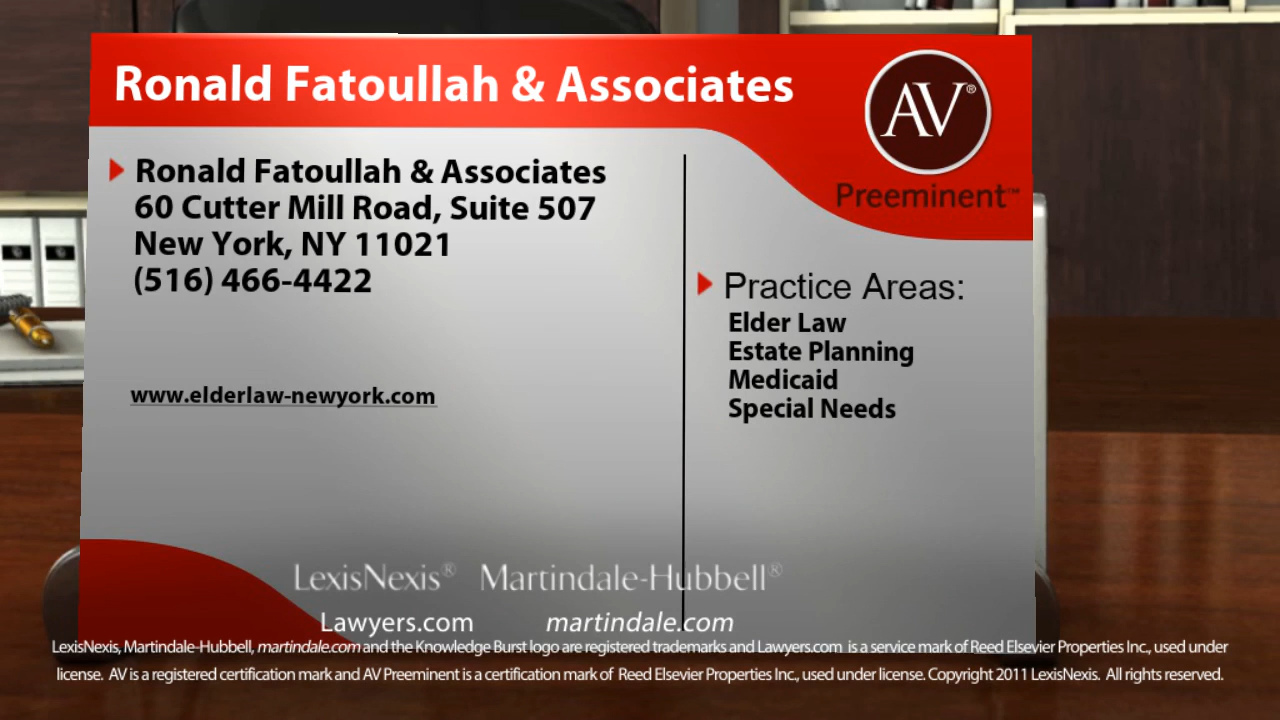 Ronald Fatoullah & Associates
AV®
Preeminent™
Ronald Fatoullah & Associates
60 Cutter Mill Road, Suite 507
New York, NY 11021
(516) 466-4422
www.elderlaw-newyork.com
Practice Areas:
Elder Law
Estate Planning
Medicaid
Special Needs
LexisNexis® Martindale-Hubbell®
Lawyers.com martindale.com
LexisNexis, Martindale-Hubbell, martindale.com and the Knowledge Burst logo are registered trademarks and Lawyers.com is a service mark of Reed Elsevier Properties Inc., used under
license. AV is a registered certification mark and AV Preeminent is a certification mark of Reed Elsevier Properties Inc., used under license. Copyright 2011 LexisNexis. All rights reserved.